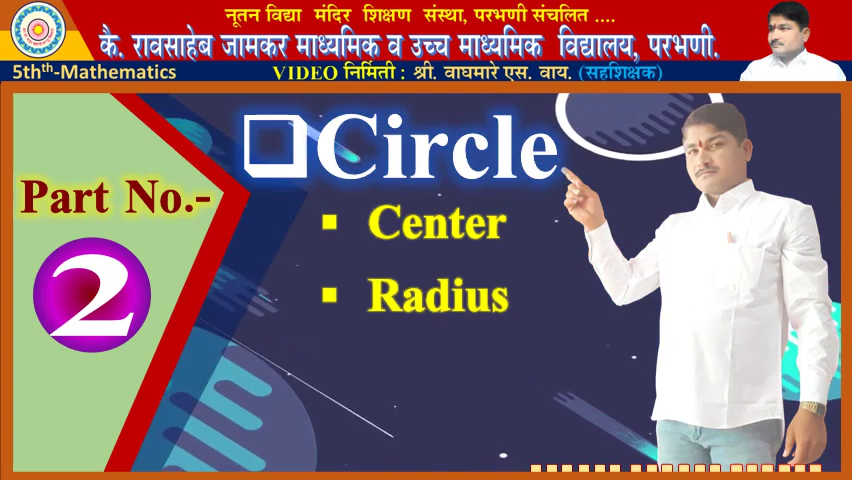 नूतन विद्या मंदिर शिक्षण संस्था, परभणी संचलित ....
कै. रावसाहेब जामकर माध्यमिक व उच्च माध्यमिक विद्यालय, परभणी.
5thth-Mathematics
VIDEO निर्मिती : श्री. वाघमारे एस. वाय. (सहशिक्षक)
Circle
Part No.-
2
Center
Radius